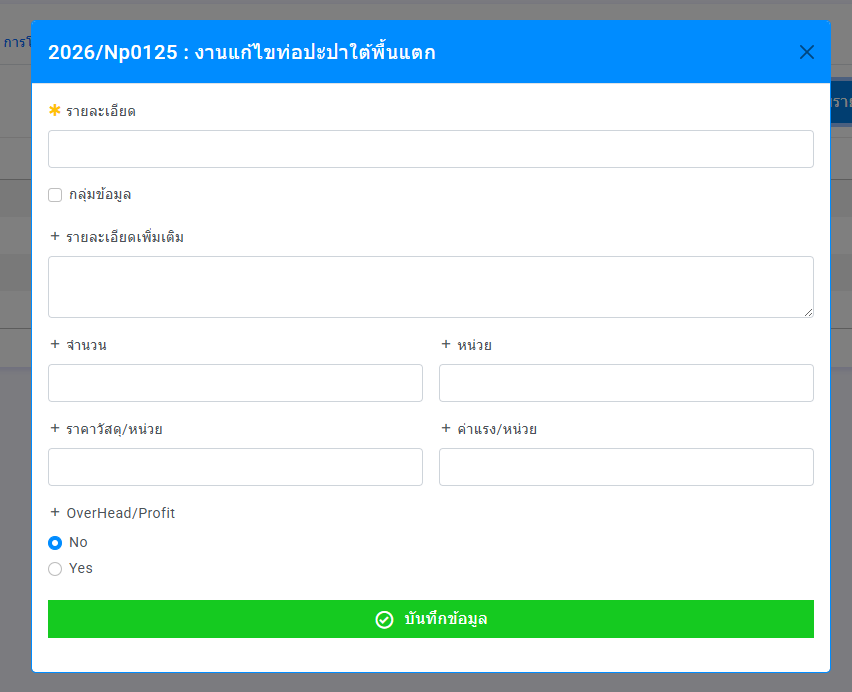 2026/Np0125 : งานแก้ไขท่อปะปาใต้พื้นแตก
รายละเอียด
กลุ่มข้อมูล
+ รายละเอียดเพิ่มเติม
+ จำนวน
+ หน่วย
+ ราคาวัสดุ/หน่วย
+ ค่าแรง/หน่วย
+ OverHead/Profit
No
Yes
บันทึกข้อมูล